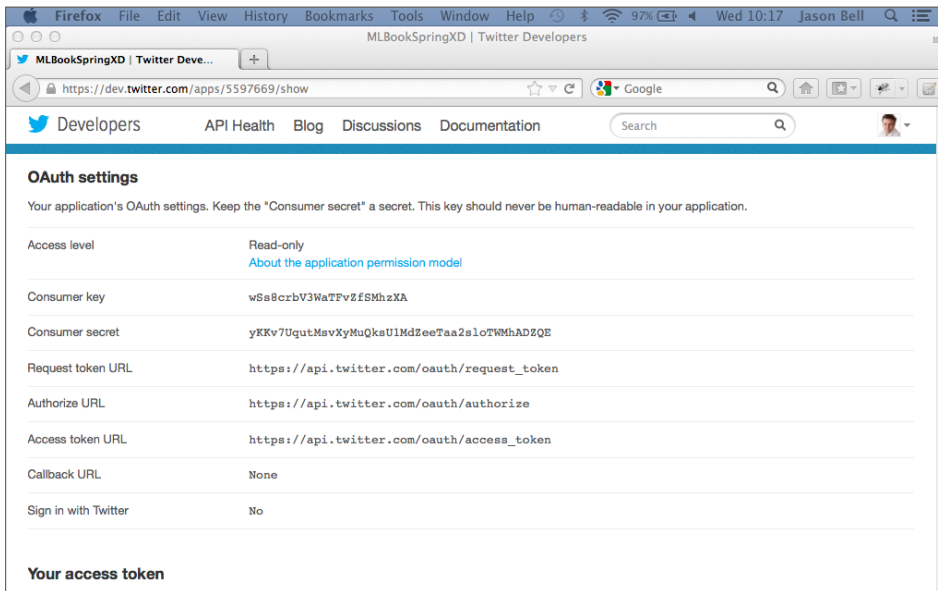 Firefox File Edit View History Bookmarks Tools Window Help 97% Wed 10:17 Jason Bell
MLBookSpringXD | Twitter Developers
MLBookSpringXD | Twitter Deve... +
https://dev.twitter.com/apps/5597669/show Google
Developers API Health Blog Discussions Documentation Search
OAuth settings
Your application's OAuth settings. Keep the "Consumer secret" a secret. This key should never be human-readable in your application.
Access level Read-only
About the application permission model
Consumer key wSs8crbV3WaTFvZfSMhzXA
Consumer secret yKKv7UqutMsvXyMuQksU1MdZeeTaa2sloTWMhADZQE
Request token URL https://api.twitter.com/oauth/request_token
Authorize URL https://api.twitter.com/oauth/authorize
Access token URL https://api.twitter.com/oauth/access_token
Callback URL None
Sign in with Twitter No
Your access token